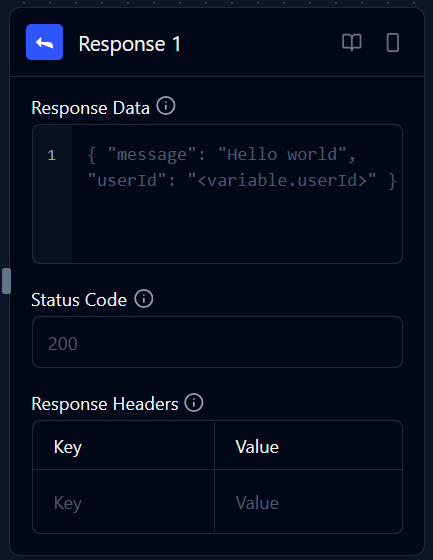 Response 1
Response Data
1
{ "message": "Hello world",
"userId": "<variable.userId>" }
Status Code
200
Response Headers
Key Value
Key Value